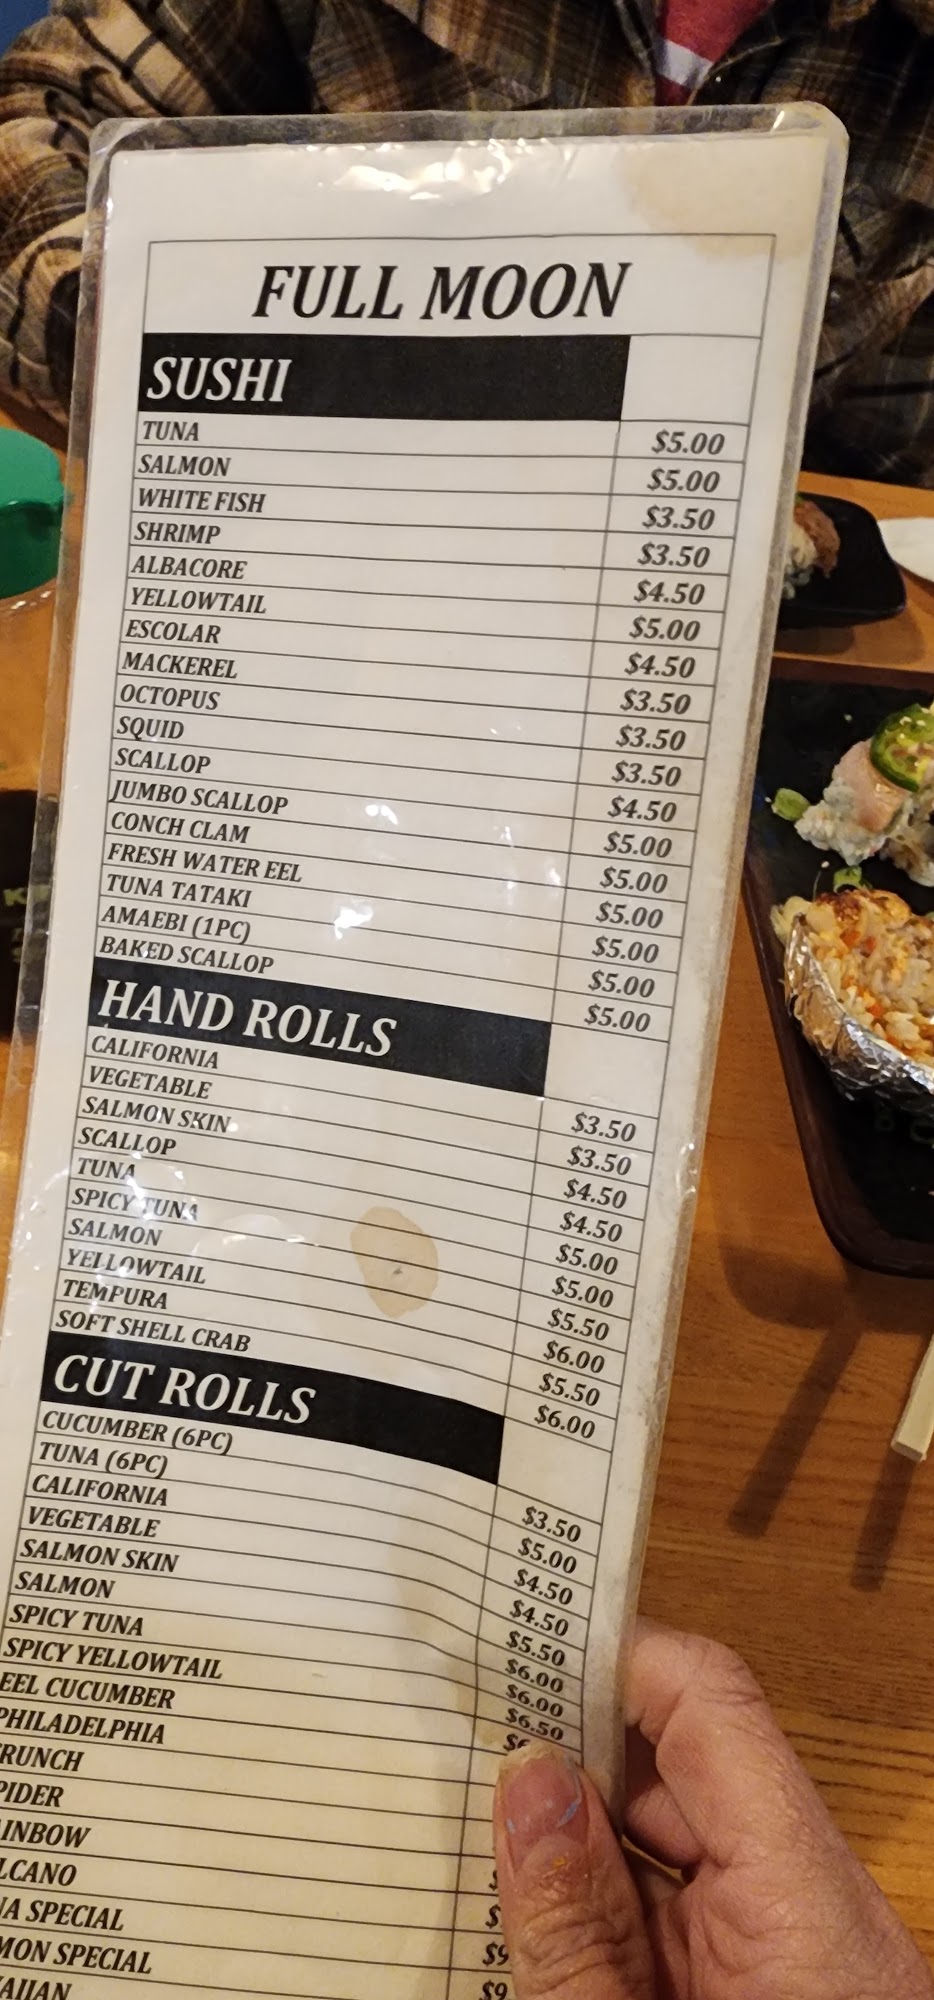 FULL MOON
SUSHI
TUNA $5.00
SALMON $5.00
WHITE FISH $3.50
SHRIMP $3.50
ALBACORE $4.50
YELLOWTAIL $5.00
ESCOLAR $4.50
MACKEREL $3.50
OCTOPUS $3.50
SQUID $3.50
SCALLOP $4.50
JUMBO SCALLOP $5.00
CONCH CLAM $5.00
FRESH WATER EEL $5.00
TUNA TATAKI $5.00
AMAEBI (1PC) $5.00
BAKED SCALLOP $5.00
HAND ROLLS
CALIFORNIA $3.50
VEGETABLE $3.50
SALMON SKIN $4.50
SCALLOP $4.50
TUNA $5.00
SPICY TUNA $5.00
SALMON $5.50
YELLOWTAIL $6.00
TEMPURA $5.50
SOFT SHELL CRAB $6.00
CUT ROLLS
CUCUMBER (6PC) $3.50
TUNA (6PC) $5.00
CALIFORNIA $4.50
VEGETABLE $4.50
SALMON SKIN $5.50
SALMON $6.00
SPICY TUNA $6.00
SPICY YELLOWTAIL $6.50
EEL CUCUMBER
PHILADELPHIA
RUNCH
PIDER
INBOW
LCANO
NA SPECIAL
MON SPECIAL $9
AIIAN $9.